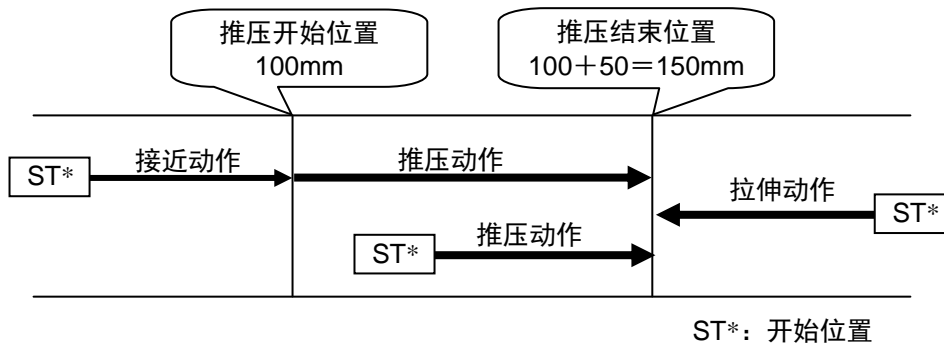 推压开始位置
100mm
推压结束位置
100＋50＝150mm
ST* 接近动作 推压动作
拉伸动作 ST*
ST* 推压动作
ST*：开始位置